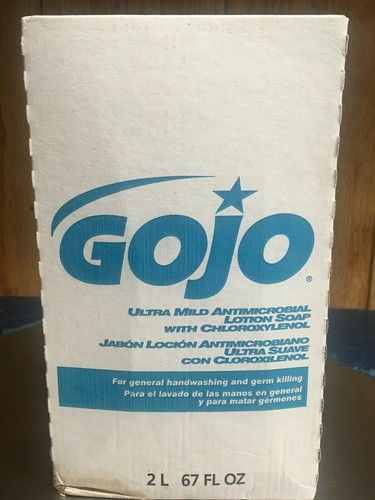 GOJO®
ULTRA MILD ANTIMICROBIAL
LOTION SOAP
WITH CHLOROXYLENOL
JABÓN LOCIÓN ANTIMICROBIANO
ULTRA SUAVE
CON CLOROXILENOL
For general handwashing and germ killing
Para el lavado de las manos en general
y para matar gérmenes
2 L 67 FL OZ